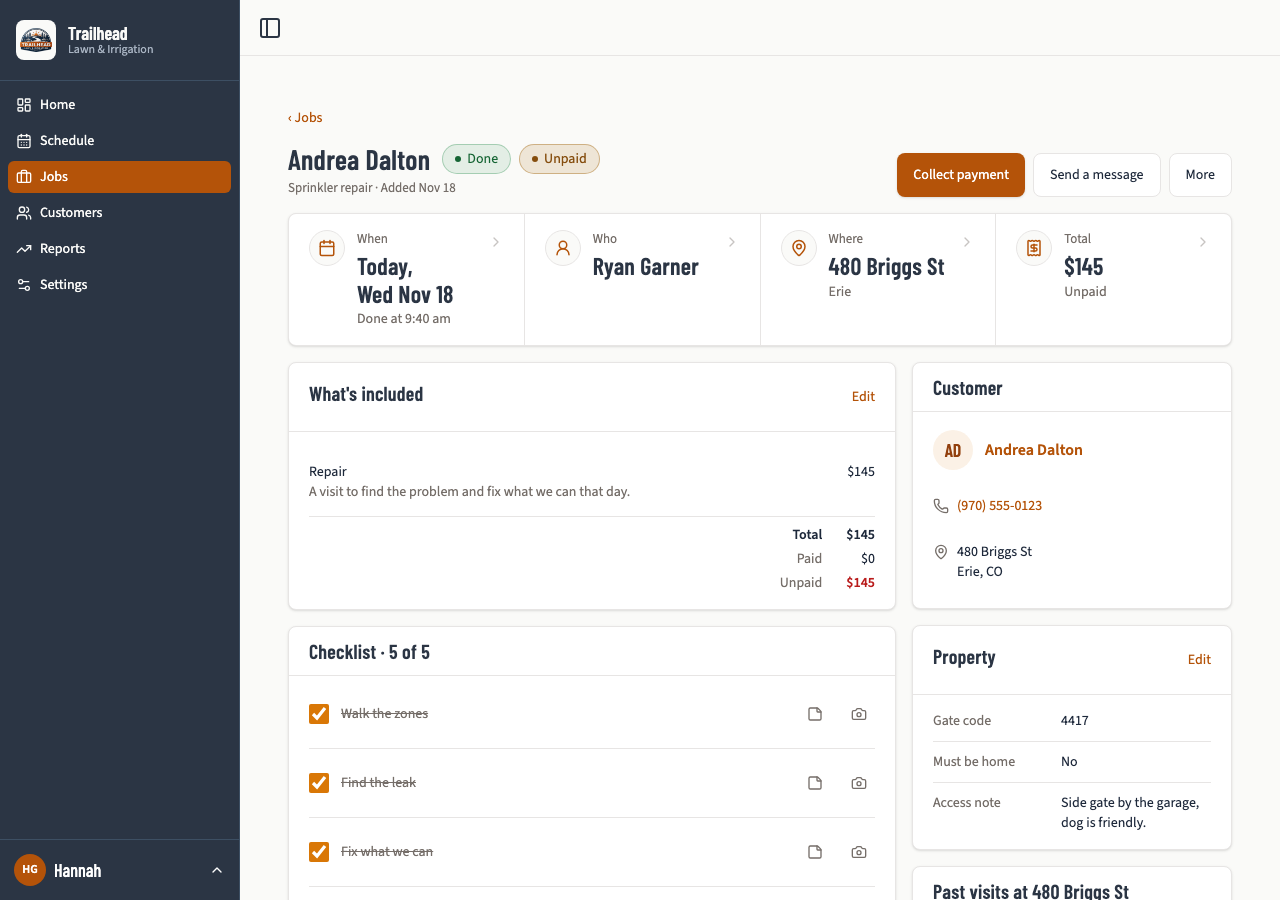 TRAILHEAD
Trailhead
Lawn & Irrigation
Home
Schedule
Jobs
Customers
Reports
Settings
HG
Hannah
‹ Jobs
Andrea Dalton
Done
Unpaid
Sprinkler repair · Added Nov 18
Collect payment
Send a message
More
When
Today,
Wed Nov 18
Done at 9:40 am
Who
Ryan Garner
Where
480 Briggs St
Erie
Total
$145
Unpaid
What's included
Edit
Repair
$145
A visit to find the problem and fix what we can that day.
Total $145
Paid $0
Unpaid $145
Checklist · 5 of 5
Walk the zones
Find the leak
Fix what we can
Customer
AD
Andrea Dalton
(970) 555-0123
480 Briggs St
Erie, CO
Property
Edit
Gate code 4417
Must be home No
Access note Side gate by the garage,
dog is friendly.
Past visits at 480 Briggs St